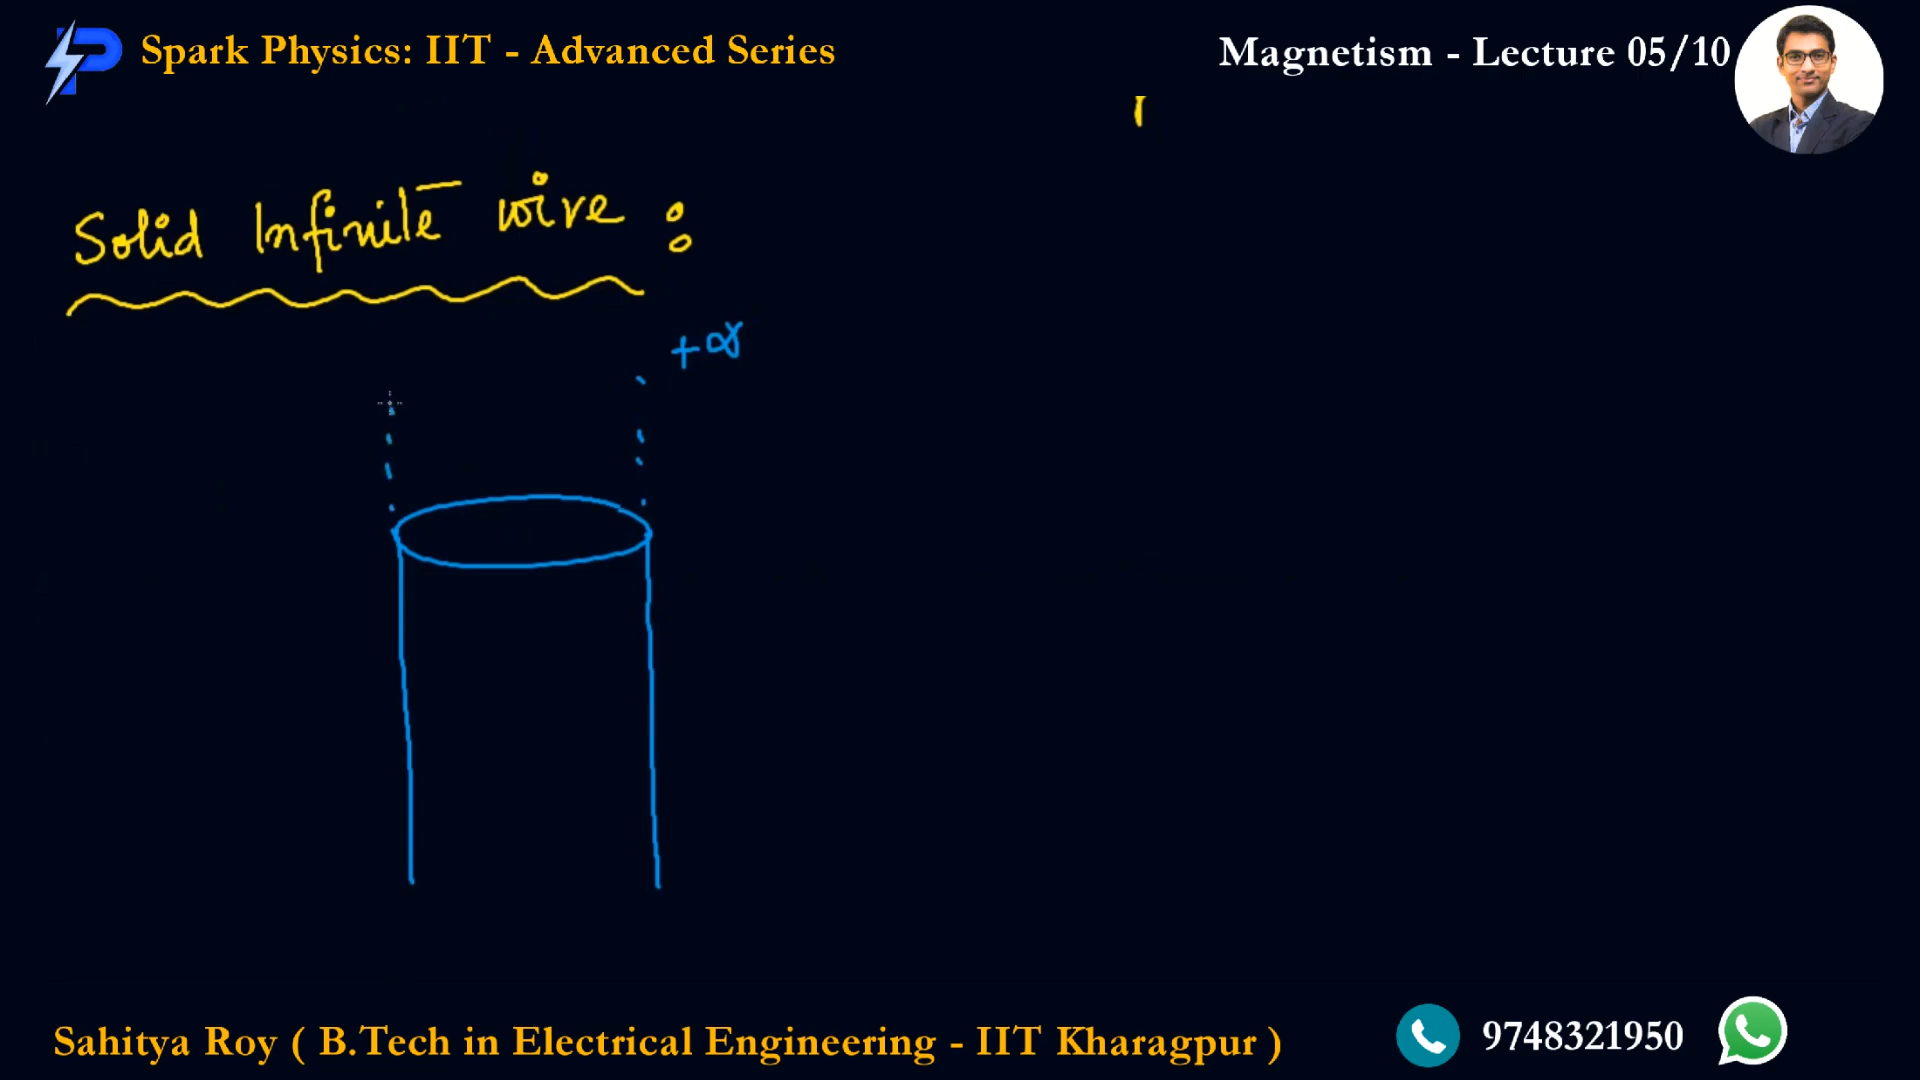 Spark Physics: IIT - Advanced Series
Magnetism - Lecture 05/10
Solid Infinite wire :
+∝
Sahitya Roy ( B.Tech in Electrical Engineering - IIT Kharagpur )
9748321950